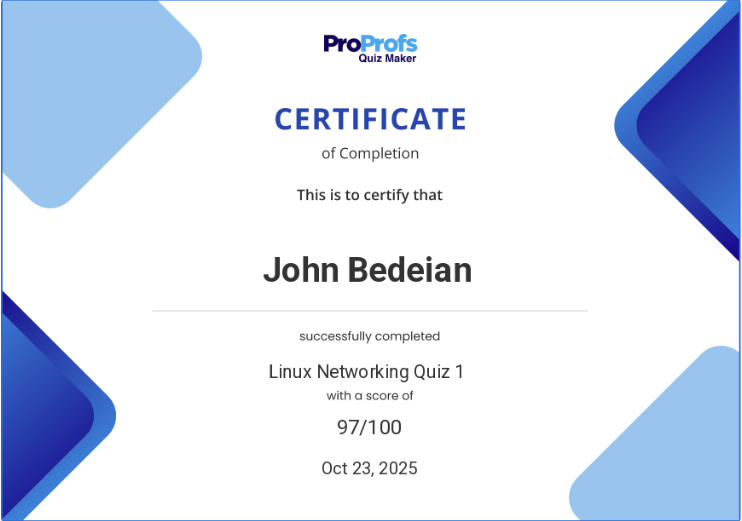 ProProfs
Quiz Maker
CERTIFICATE
of Completion
This is to certify that
John Bedeian
successfully completed
Linux Networking Quiz 1
with a score of
97/100
Oct 23, 2025